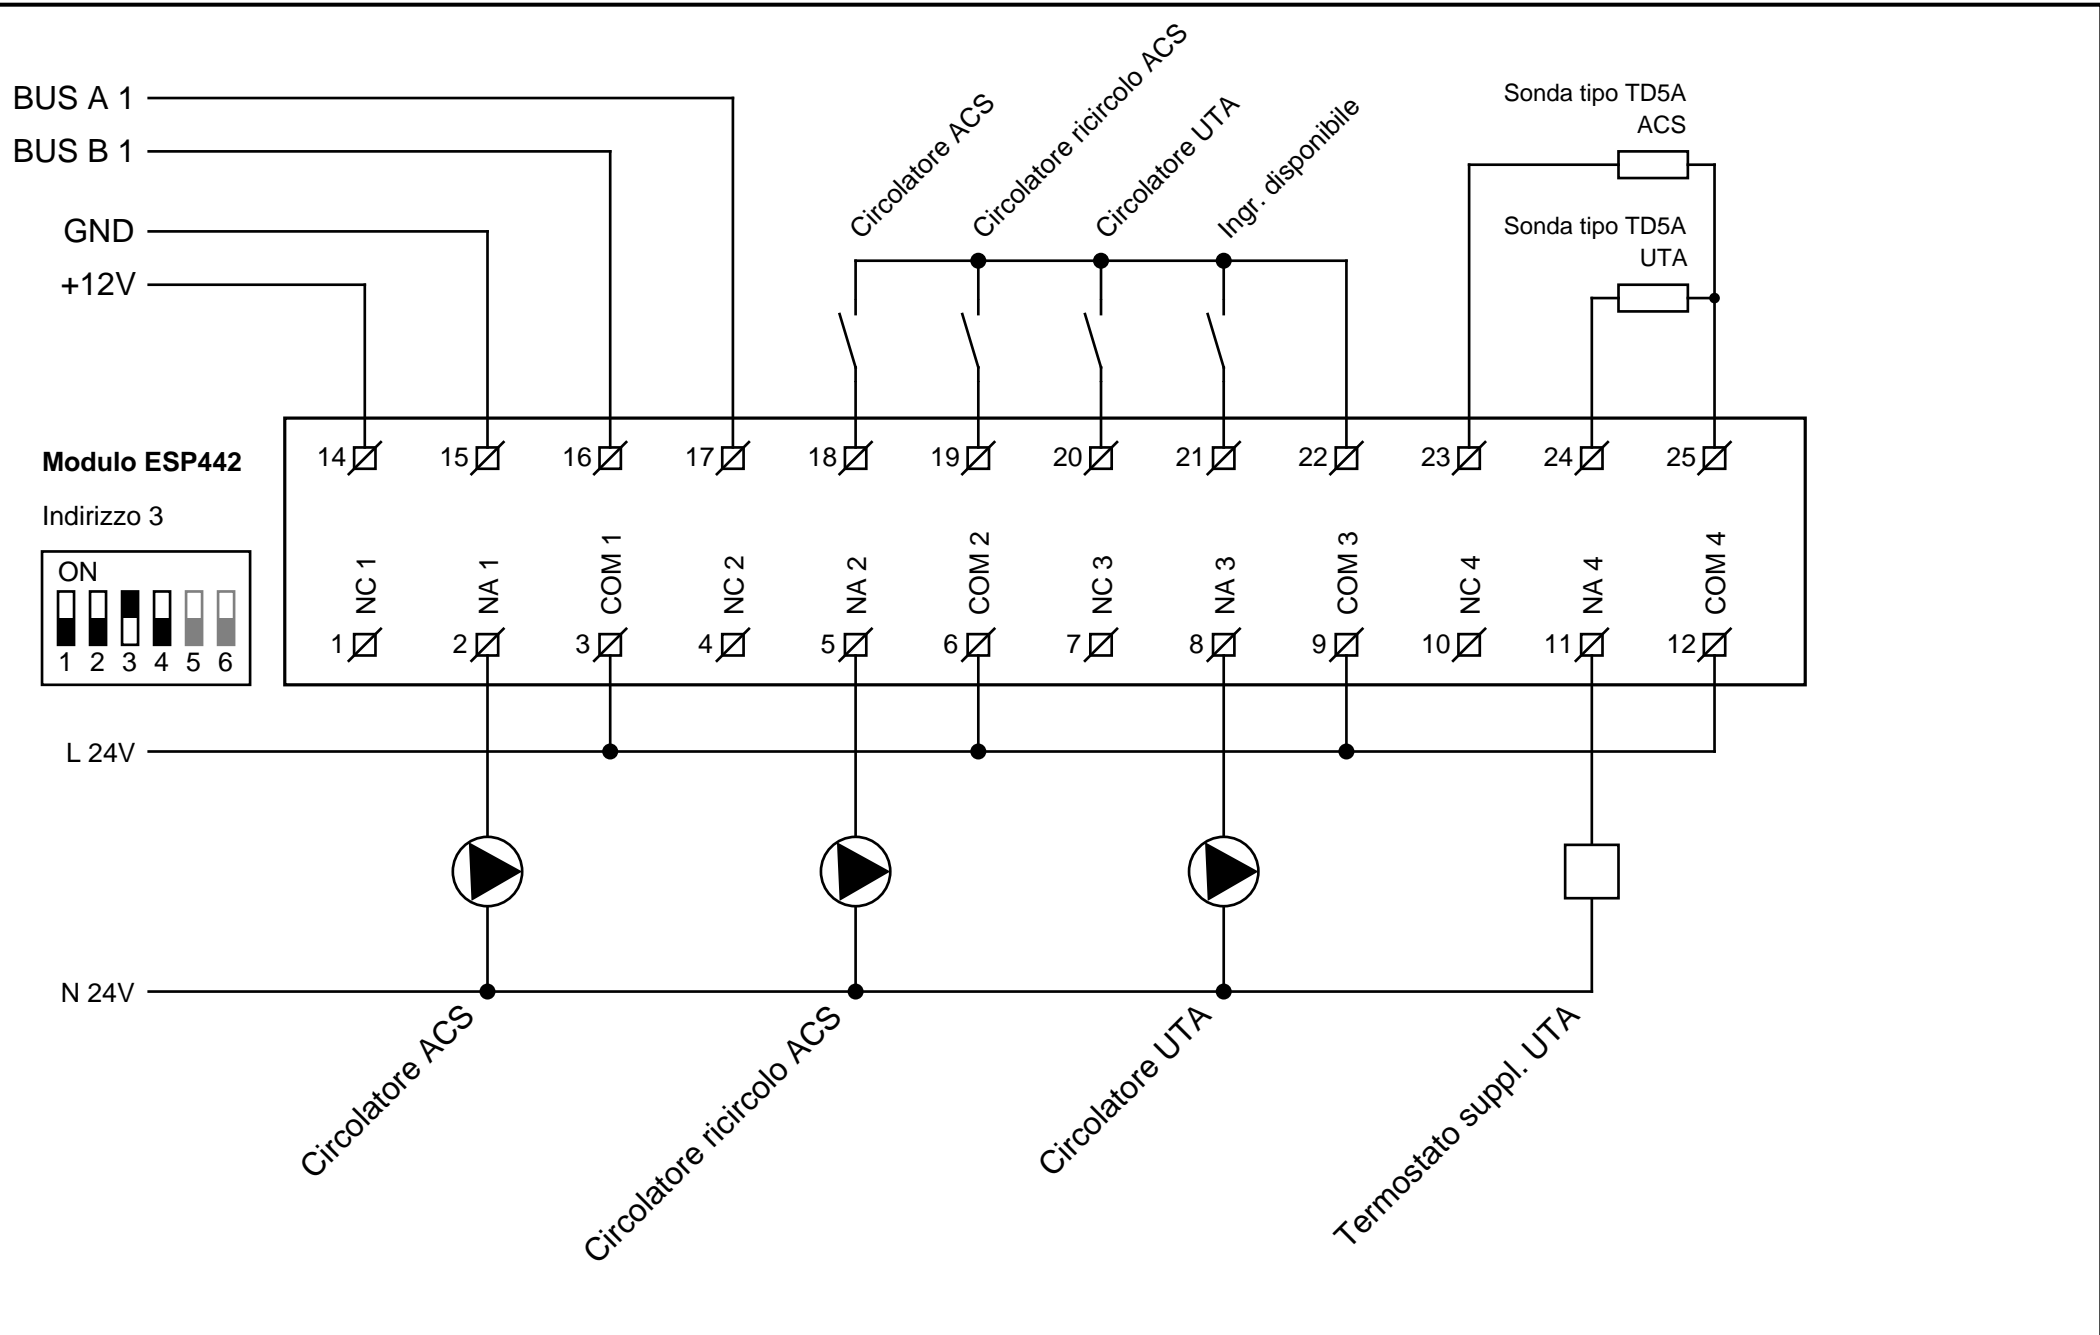 BUS A 1
BUS B 1
GND
+12V
Circolatore ACS
Circolatore ricircolo ACS
Circolatore UTA
Ingr. disponibile
Sonda tipo TD5A
ACS
Sonda tipo TD5A
UTA
Modulo ESP442
Indirizzo 3
ON
1 2 3 4 5 6
14 15 16 17 18 19 20 21 22 23 24 25
NC 1 NA 1 COM 1 NC 2 NA 2 COM 2 NC 3 NA 3 COM 3 NC 4 NA 4 COM 4
1 2 3 4 5 6 7 8 9 10 11 12
L 24V
N 24V
Circolatore ACS
Circolatore ricircolo ACS
Circolatore UTA
Termostato suppl. UTA